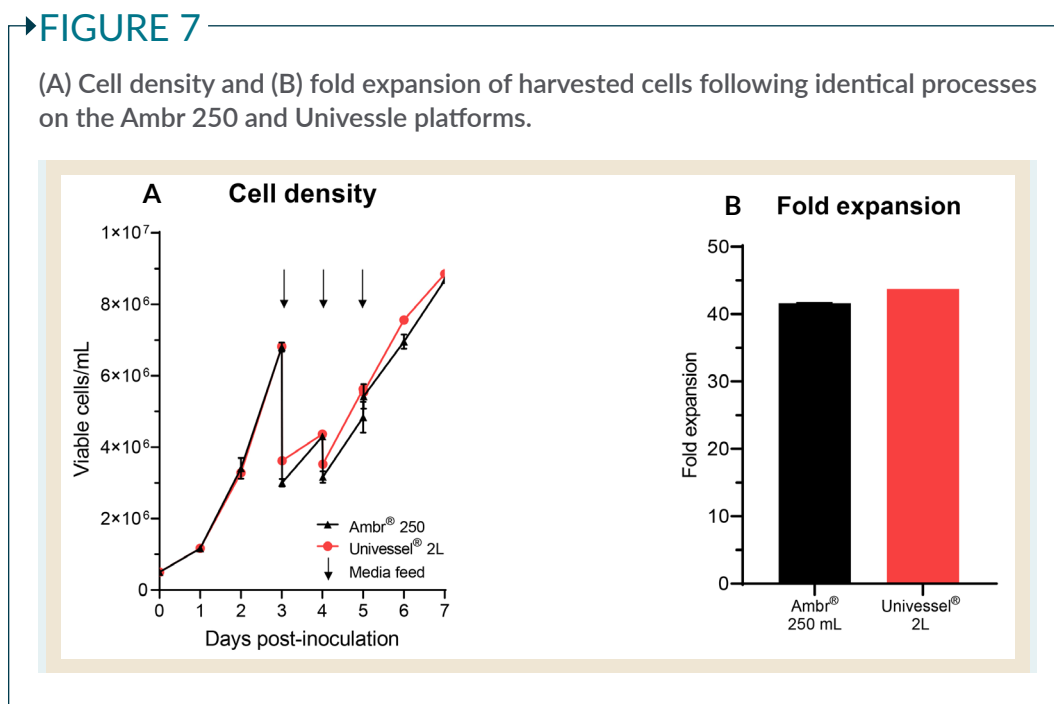 FIGURE 7
(A) Cell density and (B) fold expansion of harvested cells following identical processes
on the Ambr 250 and Univessle platforms.
A Cell density
Viable cells/mL
1×10⁷
8×10⁶
6×10⁶
4×10⁶
2×10⁶
0
Ambr® 250
Univessel® 2L
Media feed
0 1 2 3 4 5 6 7
Days post-inoculation
B Fold expansion
Fold expansion
50
40
30
20
10
0
Ambr® Univessel®
250 mL 2L